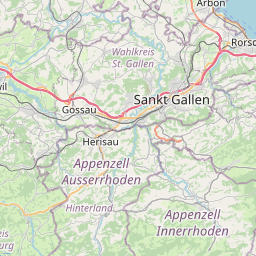 Arbon
Wahlkreis
St. Gallen
Rorsc
wil
Gossau
Sankt Gallen
Herisau
Appenzell
Ausserrhoden
Hinterland
Appenzell
Innerrhoden